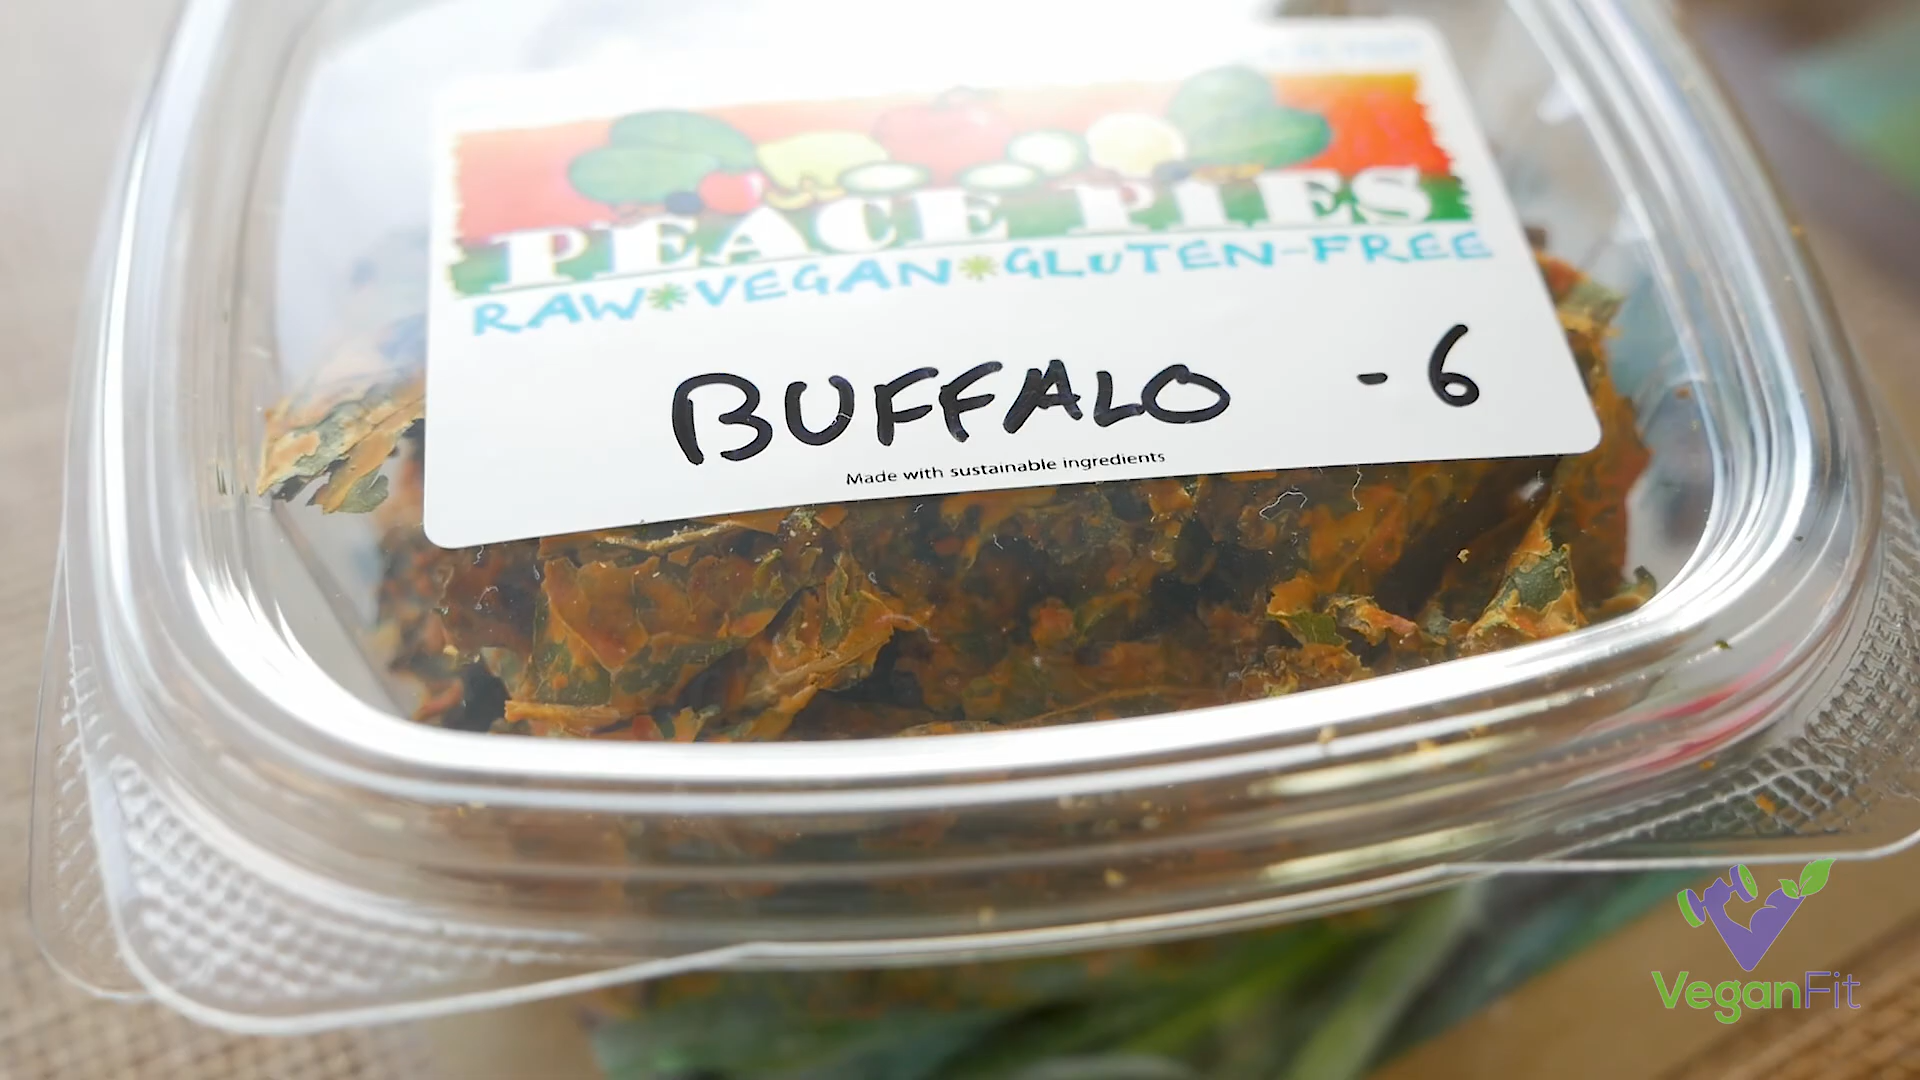 PEACE PIES
RAW*VEGAN*GLUTEN-FREE
BUFFALO - 6
Made with sustainable ingredients
VeganFit